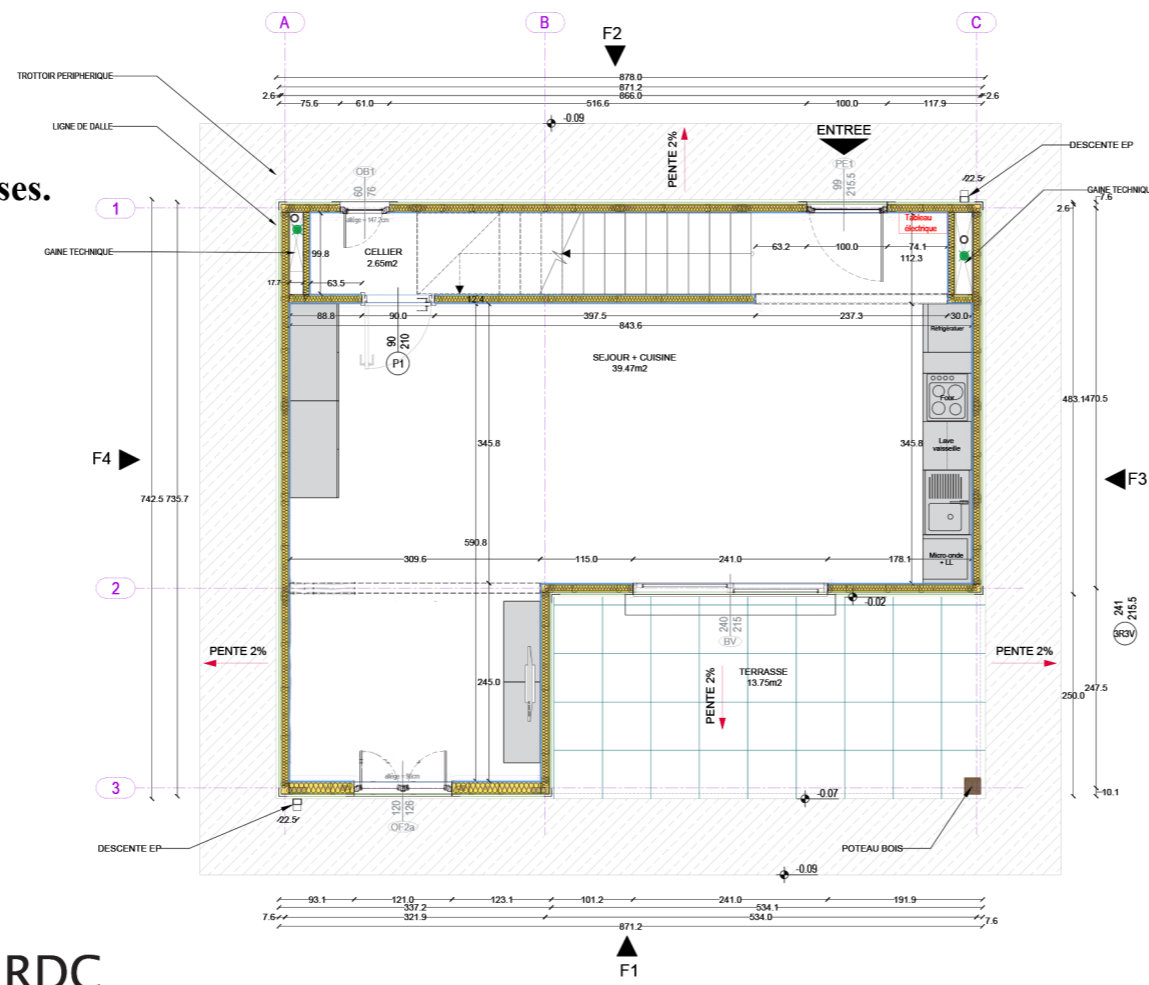 A
B
C
F2
TROTTOIR PERIPHERIQUE
878.0
871.2
2.6
866.0
2.6
75.6
61.0
516.6
100.0
117.9
LIGNE DE DALLE
-0.09
ENTREE
PENTE 2%
DESCENTE EP
OB1
60
76
PE1
99
215.5
22.5
GAINE TECHNIQUE
ses.
7.6
1
2.6
allège = 147.2cm
Tableau
électrique
GAINE TECHNIQUE
99.8
CELLIER
2.65m2
63.2
100.0
74.1
112.3
17.7
63.5
12.4
88.8
90.0
397.5
237.3
30.0
843.6
Réfrigérateur
90
210
P1
SEJOUR + CUISINE
39.47m2
Four
483.1
470.5
345.8
345.8
Lave
vaisseille
F4
F3
742.5
735.7
590.8
309.6
115.0
241.0
178.1
Micro-onde
+ LL
2
-0.02
241
215.5
3R3V
240
215
BV
PENTE 2%
PENTE 2%
TERRASSE
13.75m2
PENTE 2%
245.0
250.0
247.5
allège = 90cm
3
-0.07
10.1
120
126
OF2a
22.5
DESCENTE EP
POTEAU BOIS
-0.09
93.1
121.0
123.1
101.2
241.0
191.9
337.2
534.1
7.6
321.9
534.0
7.6
871.2
F1
RDC